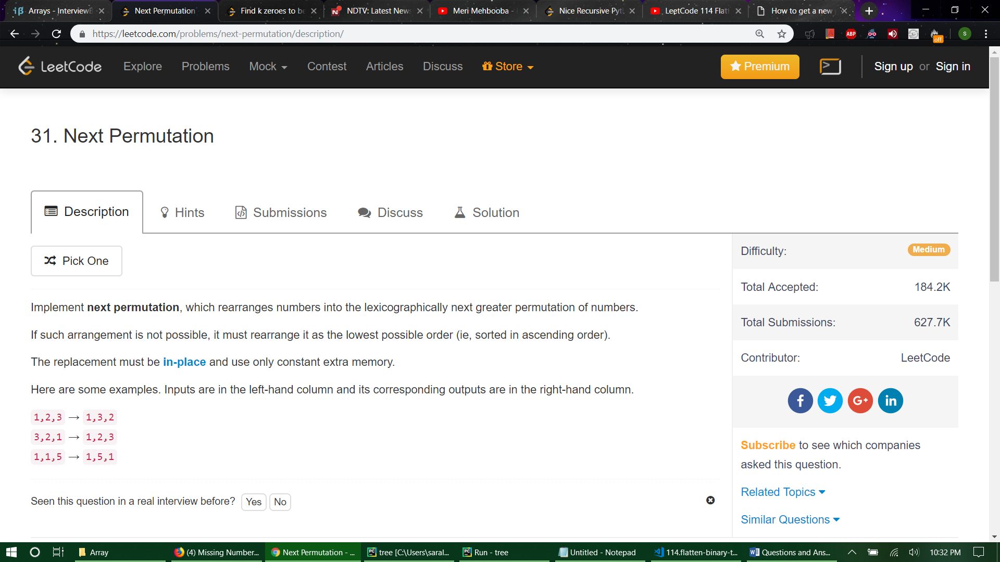 Arrays - Interview
Next Permutation
Find k zeroes to be
NDTV: Latest News
Meri Mehbooba -
Nice Recursive Pyt
LeetCode 114 Flatt
How to get a new
https://leetcode.com/problems/next-permutation/description/
ABP
off
S
LeetCode
Explore
Problems
Mock
Contest
Articles
Discuss
Store
Premium
Sign up or Sign in
31. Next Permutation
Description
Hints
Submissions
Discuss
Solution
Pick One
Implement next permutation, which rearranges numbers into the lexicographically next greater permutation of numbers.
If such arrangement is not possible, it must rearrange it as the lowest possible order (ie, sorted in ascending order).
The replacement must be in-place and use only constant extra memory.
Here are some examples. Inputs are in the left-hand column and its corresponding outputs are in the right-hand column.
1,2,3 → 1,3,2
3,2,1 → 1,2,3
1,1,5 → 1,5,1
Seen this question in a real interview before? Yes No
Difficulty: Medium
Total Accepted: 184.2K
Total Submissions: 627.7K
Contributor: LeetCode
f
G+
in
Subscribe to see which companies
asked this question.
Related Topics
Similar Questions
Array
(4) Missing Number...
Next Permutation - ...
tree [C:\Users\saral...
Run - tree
Untitled - Notepad
114.flatten-binary-t...
Questions and Ans...
10:32 PM